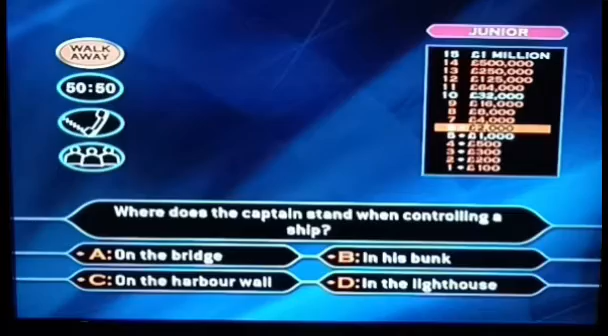 JUNIOR
WALK AWAY
50:50
15 £1 MILLION
14 £500,000
13 £250,000
12 £125,000
11 £64,000
10 £32,000
9 £16,000
8 £8,000
7 £4,000
£2,000
5 £1,000
4 £500
3 £300
2 £200
1 £100
Where does the captain stand when controlling a
ship?
A: On the bridge
B: In his bunk
C: On the harbour wall
D: In the lighthouse